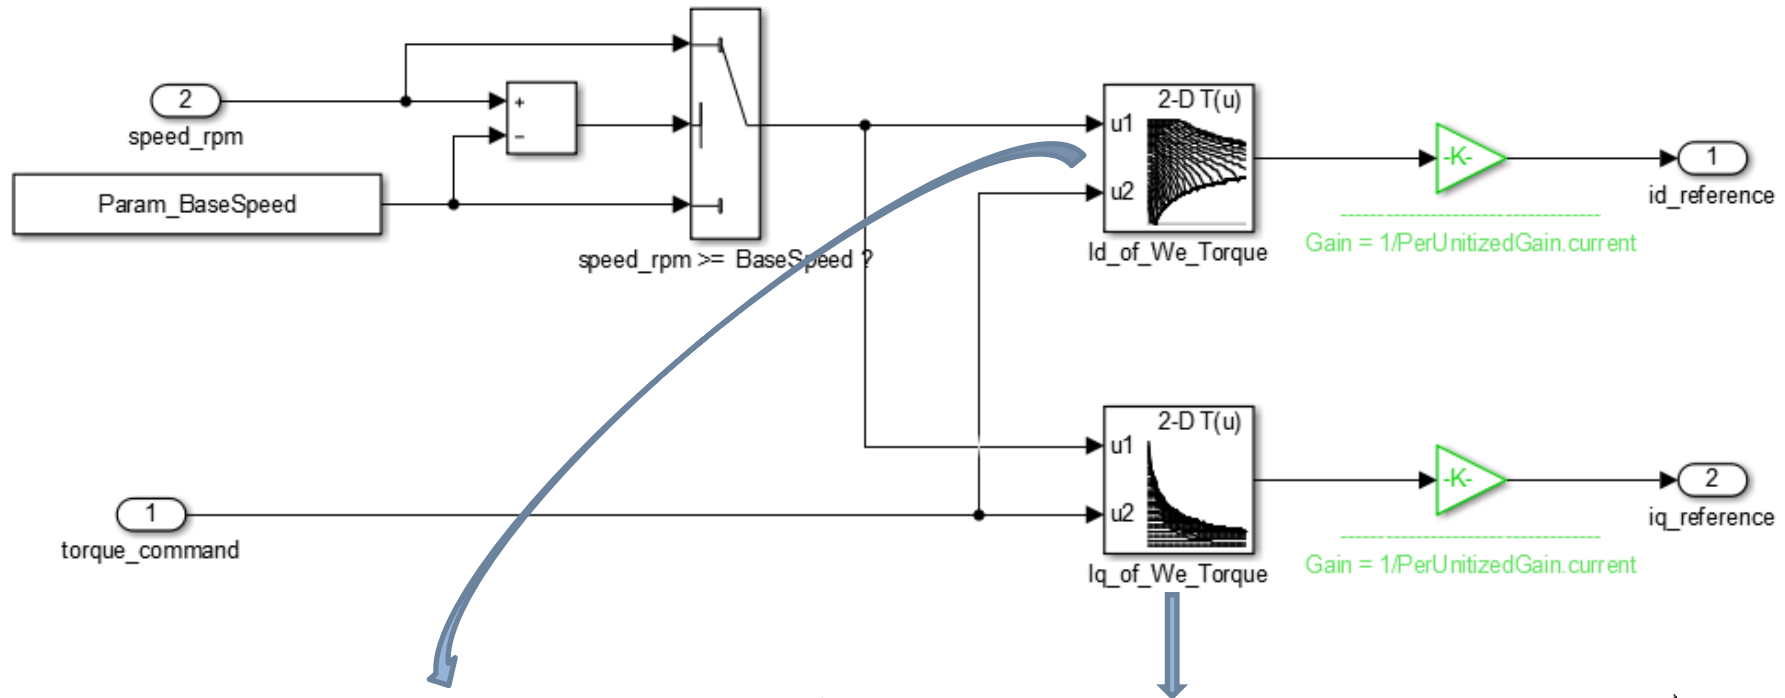 2
speed_rpm
Param_BaseSpeed
+
−
speed_rpm >= BaseSpeed ?
1
torque_command
2-D T(u)
u1
u2
Id_of_We_Torque
-K-
Gain = 1/PerUnitizedGain.current
1
id_reference
2-D T(u)
u1
u2
Iq_of_We_Torque
-K-
Gain = 1/PerUnitizedGain.current
2
iq_reference